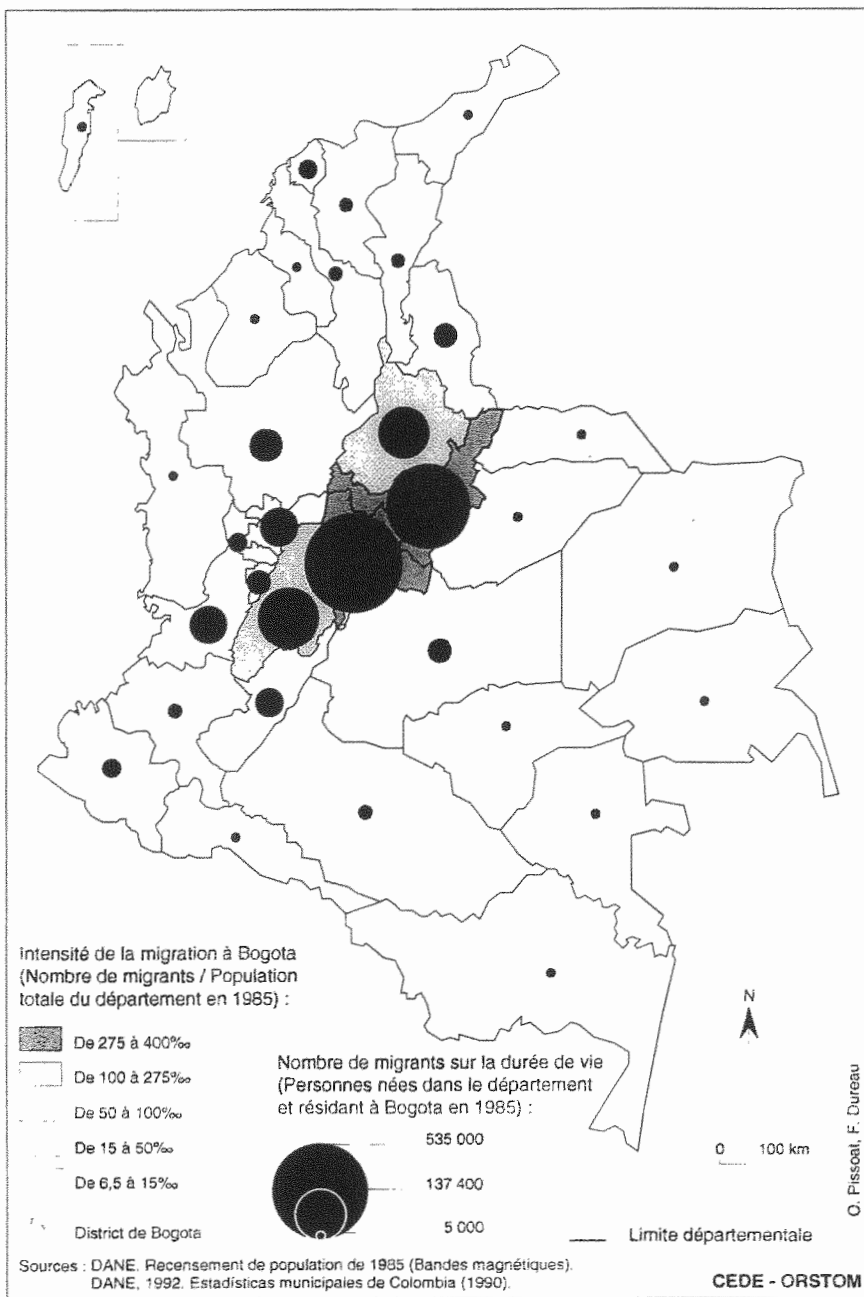 Intensité de la migration à Bogota
(Nombre de migrants / Population
totale du département en 1985) :
De 275 à 400‰
De 100 à 275‰
De 50 à 100‰
De 15 à 50‰
De 6,5 à 15‰
District de Bogota
Nombre de migrants sur la durée de vie
(Personnes nées dans le département
et résidant à Bogota en 1985) :
535 000
137 400
5 000
N
0 100 km
Limite départementale
O. Pissoat, F. Dureau
Sources : DANE. Recensement de population de 1985 (Bandes magnétiques).
DANE, 1992. Estadísticas municipales de Colombia (1990).
CEDE - ORSTOM